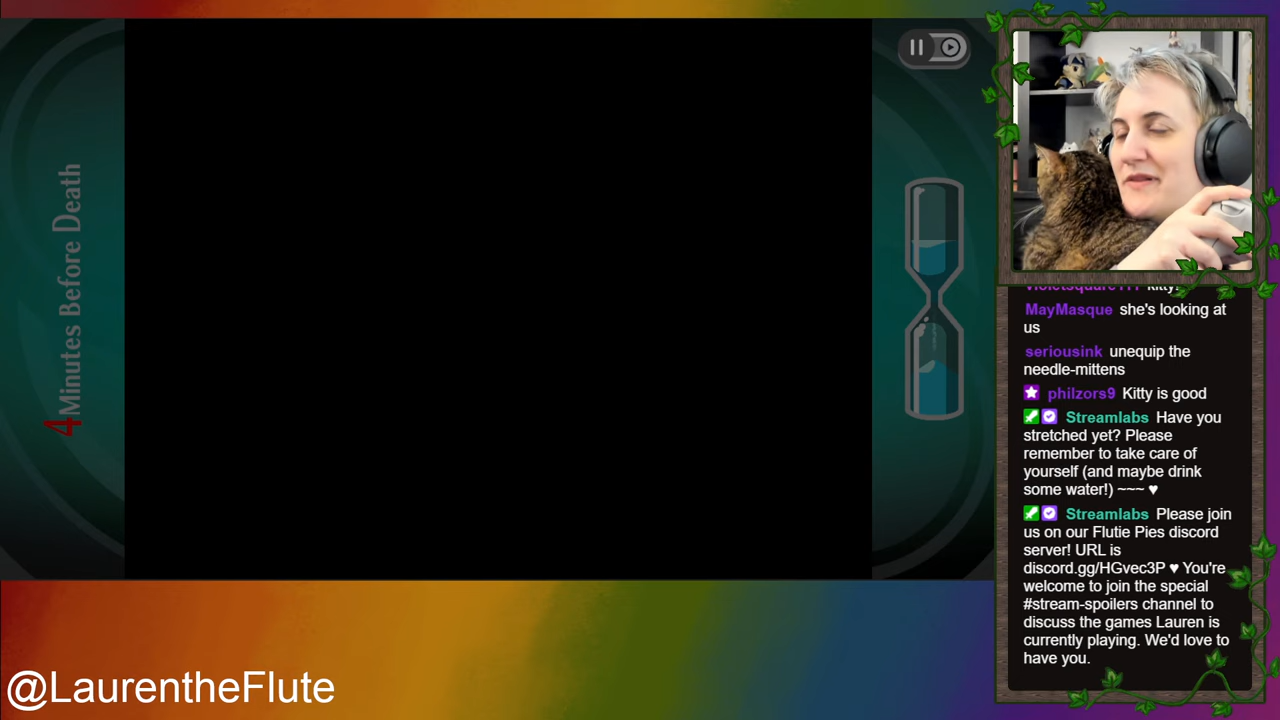 4 Minutes Before Death
MayMasque she's looking at
us
seriousink unequip the
needle-mittens
philzors9 Kitty is good
Streamlabs Have you
stretched yet? Please
remember to take care of
yourself (and maybe drink
some water!) ~~~ ♥
Streamlabs Please join
us on our Flutie Pies discord
server! URL is
discord.gg/HGvec3P ♥ You're
welcome to join the special
#stream-spoilers channel to
discuss the games Lauren is
currently playing. We'd love to
have you.
@LaurentheFlute